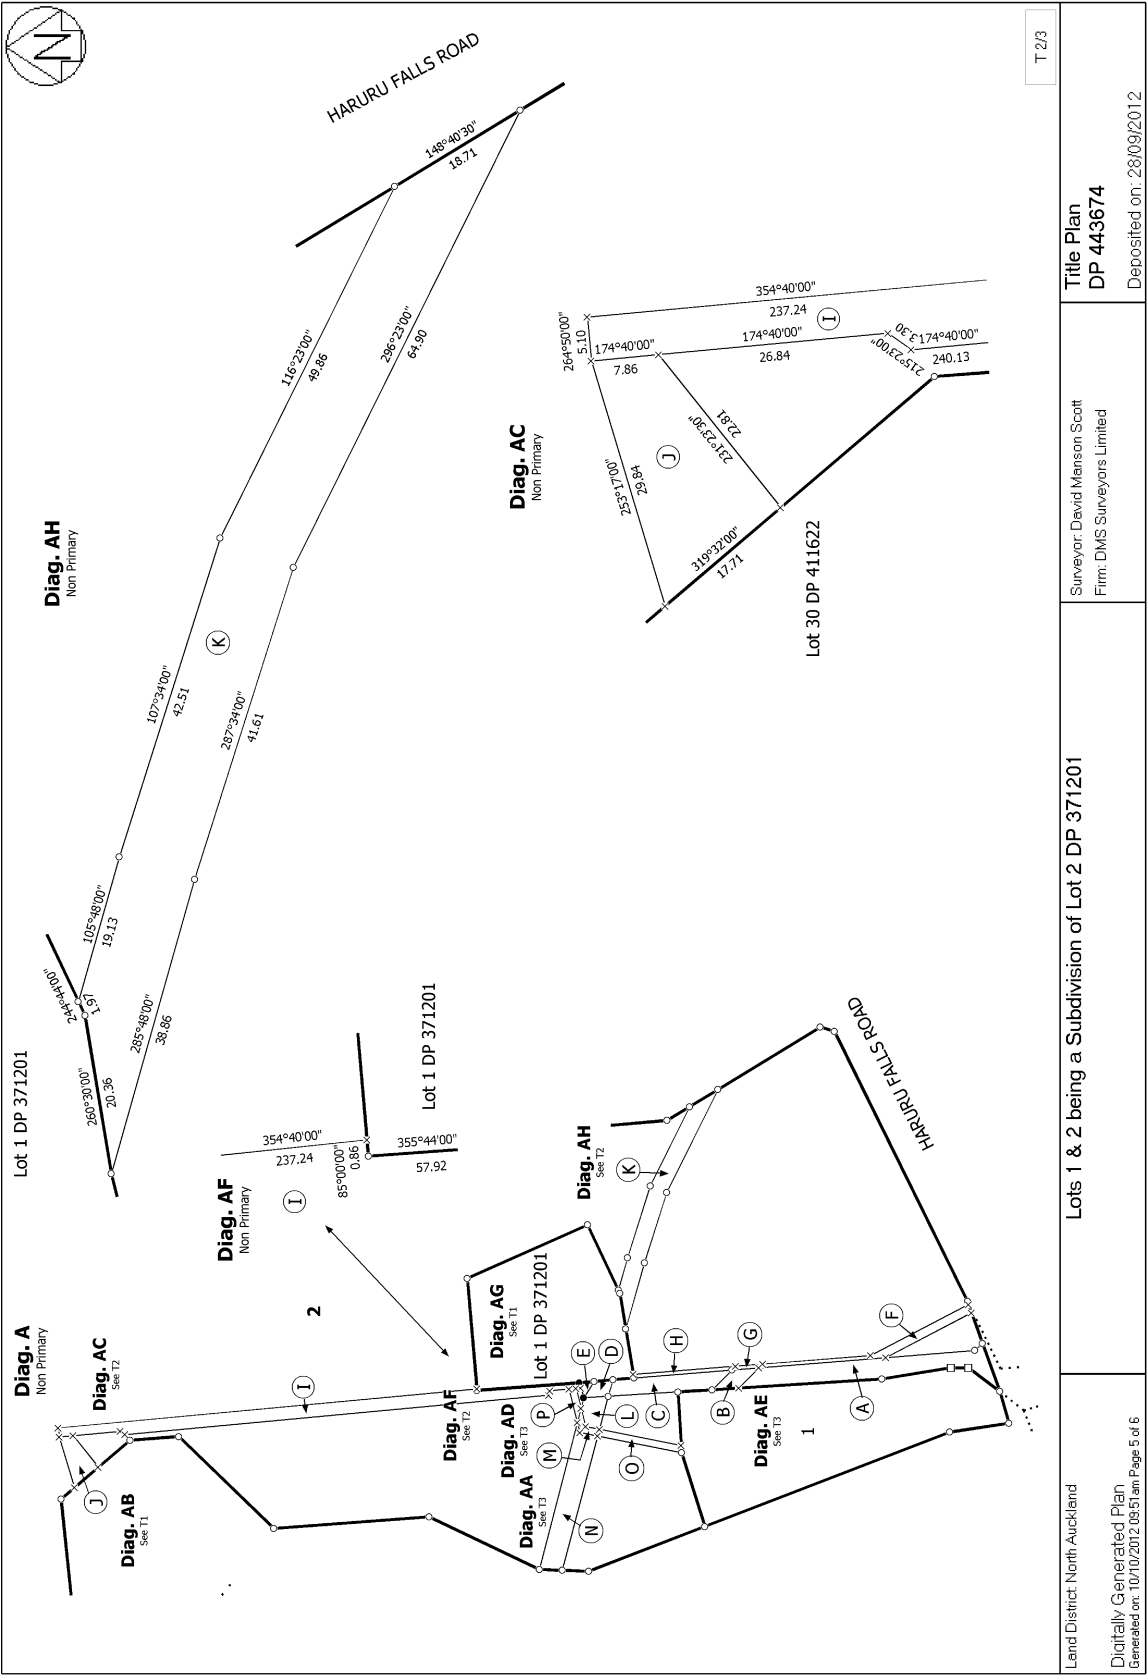 N
T 2/3
HARURU FALLS ROAD
148°40'30"
18.71
116°23'00"
49.86
296°23'00"
64.90
Diag. AH
Non Primary
K
107°34'00"
42.51
287°34'00"
41.61
105°48'00"
19.13
244°44'00"
1.97
285°48'00"
38.86
260°30'00"
20.36
Lot 1 DP 371201
Diag. AC
Non Primary
354°40'00"
237.24
I
264°50'00"
5.10
174°40'00"
7.86
174°40'00"
26.84
215°23'00"
3.30
174°40'00"
240.13
231°23'30"
22.81
J
253°17'00"
29.84
319°32'00"
17.71
Lot 30 DP 411622
Diag. AF
Non Primary
I
354°40'00"
237.24
85°00'00"
0.86
355°44'00"
57.92
Lot 1 DP 371201
Diag. A
Non Primary
Diag. AC
See T2
2
I
J
Diag. AB
See T1
Diag. AF
See T2
Diag. AG
See T1
Lot 1 DP 371201
Diag. AD
See T3
Diag. AA
See T3
Diag. AH
See T2
K
E
D
P
L
M
N
O
C
H
B
G
Diag. AE
See T3
1
A
F
HARURU FALLS ROAD
Land District: North Auckland
Digitally Generated Plan
Generated on: 10/10/2012 09:51am Page 5 of 6
Lots 1 & 2 being a Subdivision of Lot 2 DP 371201
Surveyor: David Manson Scott
Firm: DMS Surveyors Limited
Title Plan
DP 443674
Deposited on: 28/09/2012